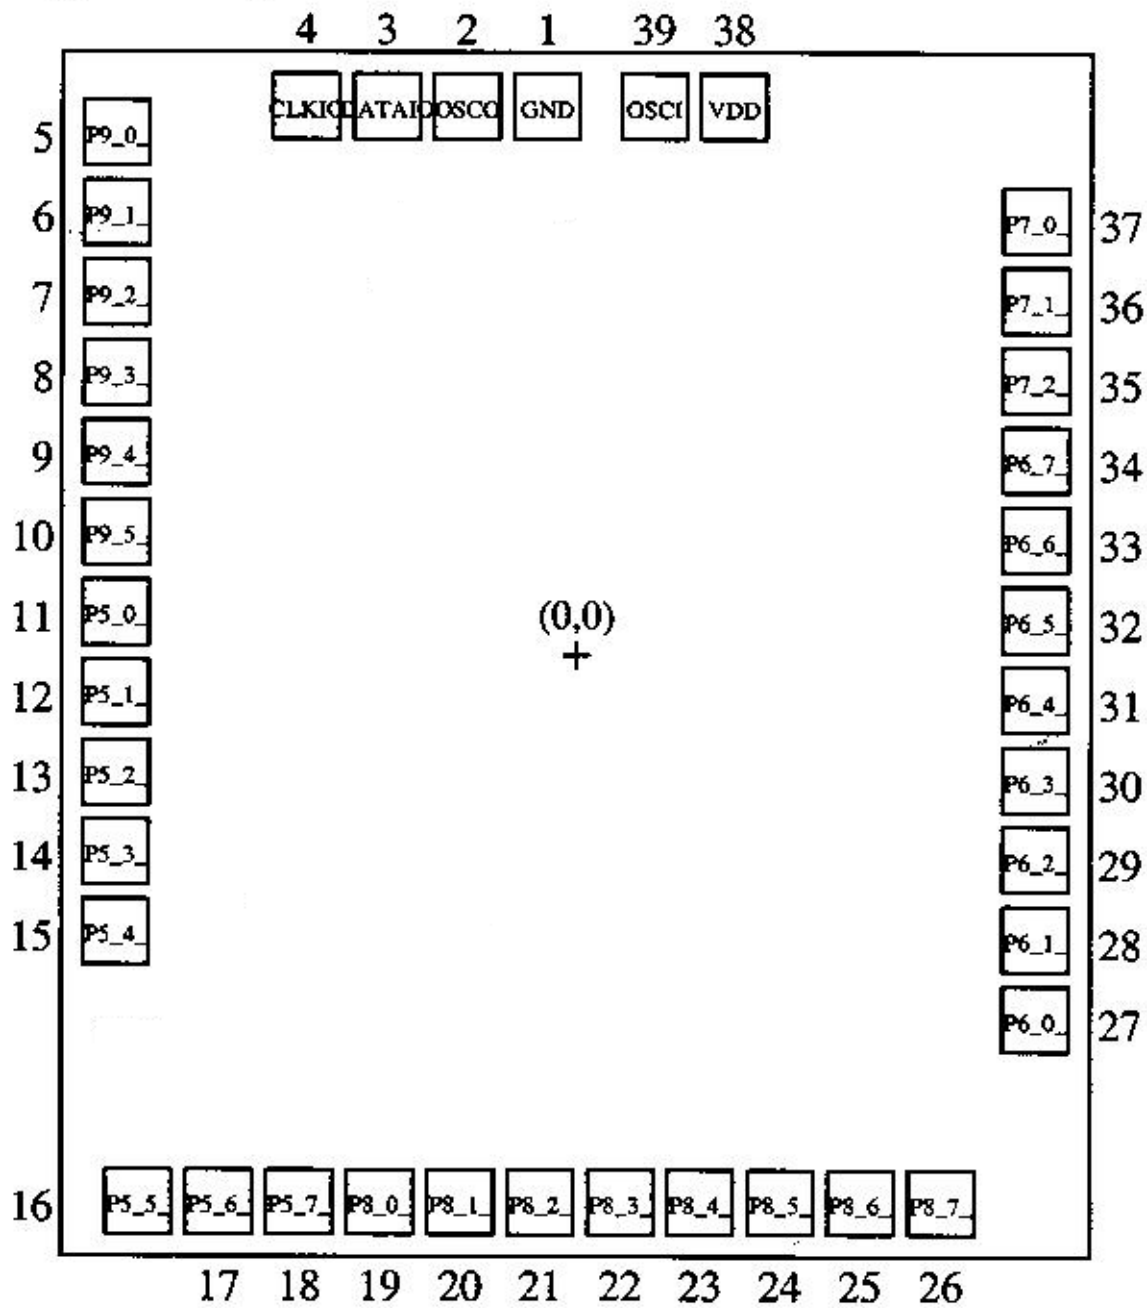 4 3 2 1 39 38
CLKIO DATAIO OSCO GND OSCI VDD
5 P9_0_
6 P9_1_
P7_0_ 37
7 P9_2_
P7_1_ 36
8 P9_3_
P7_2_ 35
9 P9_4_
P6_7_ 34
10 P9_5_
P6_6_ 33
11 P5_0_
(0,0)
P6_5_ 32
12 P5_1_
P6_4_ 31
13 P5_2_
P6_3_ 30
14 P5_3_
P6_2_ 29
15 P5_4_
P6_1_ 28
P6_0_ 27
16 P5_5_ P5_6_ P5_7_ P8_0_ P8_1_ P8_2_ P8_3_ P8_4_ P8_5_ P8_6_ P8_7_
17 18 19 20 21 22 23 24 25 26